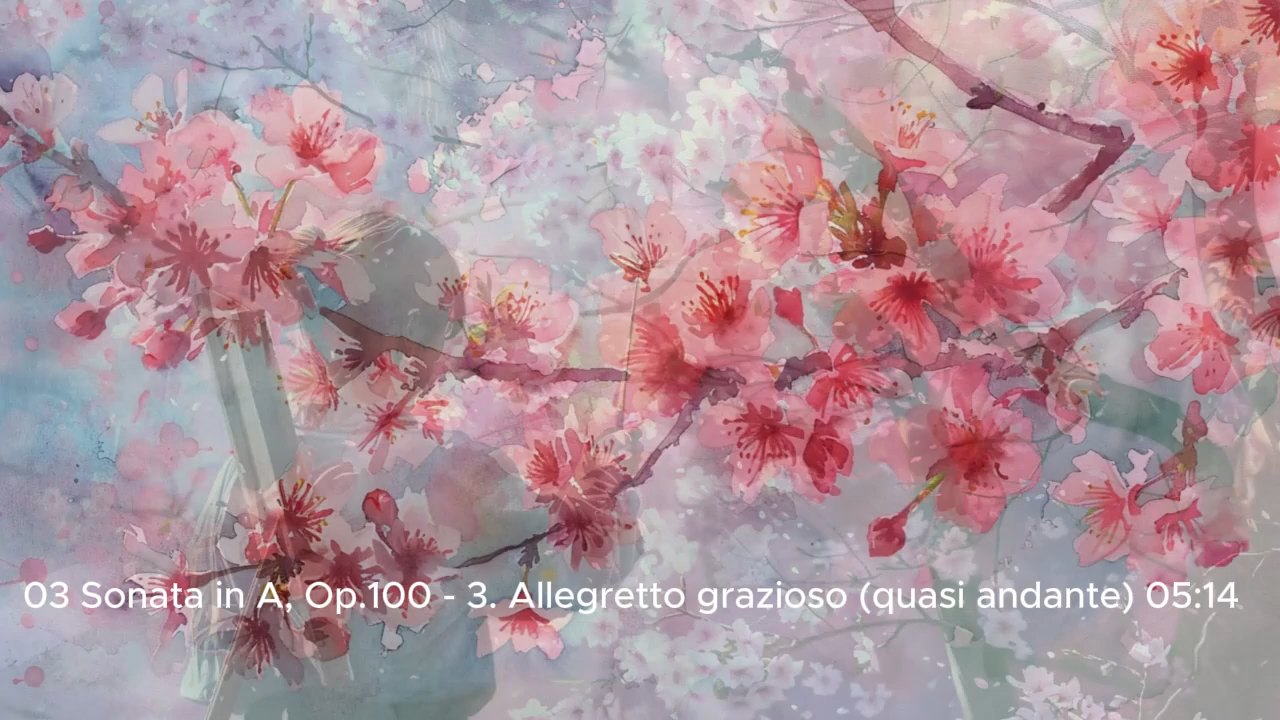 03 Sonata in A, Op.100 - 3. Allegretto grazioso (quasi andante) 05:14